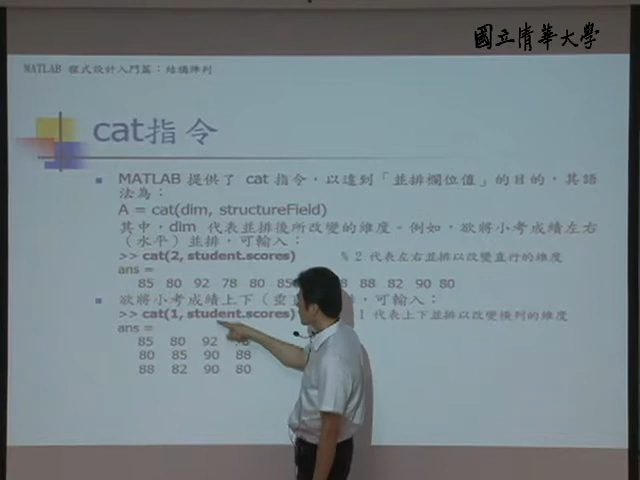 國立清華大學
MATLAB 程式設計入門篇：結構陣列
cat指令
MATLAB 提供了 cat 指令，以達到「並排欄位值」的目的，其語
法為：
A = cat(dim, structureField)
其中，dim 代表並排後所改變的維度。例如，欲將小考成績左右
（水平）並排，可輸入：
>> cat(2, student.scores) % 2 代表左右並排以改變直行的維度
ans =
85 80 92 78 80 85 88 88 82 90 80
欲將小考成績上下（垂 ，可輸入：
>> cat(1, student.scores) 1 代表上下並排以改變橫列的維度
ans =
85 80 92 78
80 85 90 88
88 82 90 80